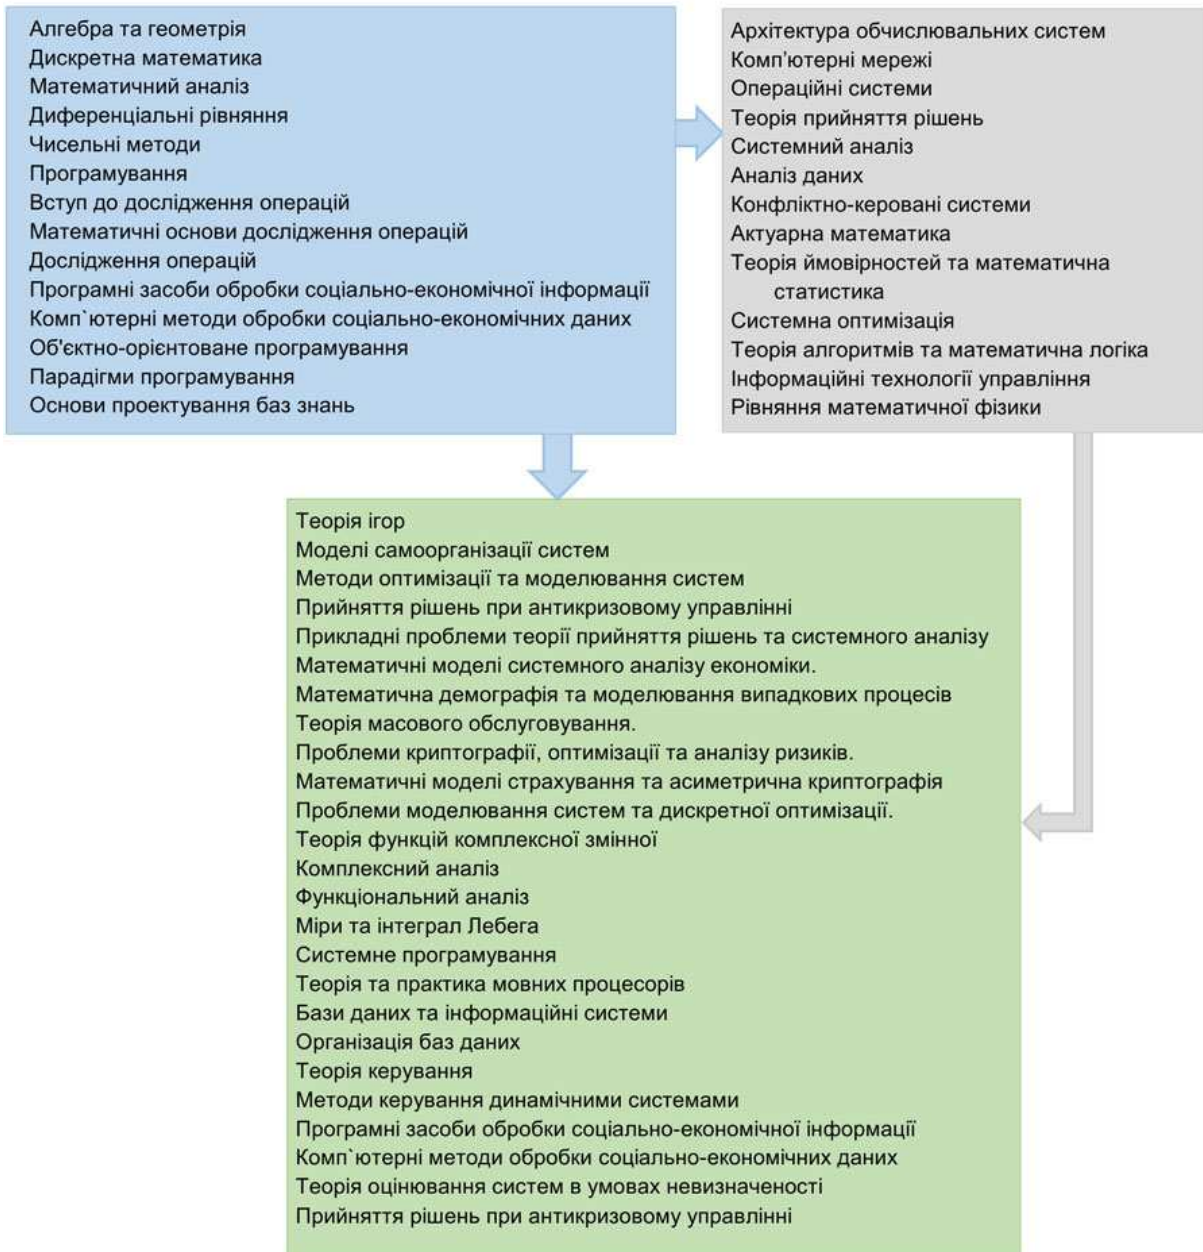 Алгебра та геометрія
Дискретна математика
Математичний аналіз
Диференціальні рівняння
Чисельні методи
Програмування
Вступ до дослідження операцій
Математичні основи дослідження операцій
Дослідження операцій
Програмні засоби обробки соціально-економічної інформації
Комп`ютерні методи обробки соціально-економічних даних
Об'єктно-орієнтоване програмування
Парадігми програмування
Основи проектування баз знань
Архітектура обчислювальних систем
Комп’ютерні мережі
Операційні системи
Теорія прийняття рішень
Системний аналіз
Аналіз даних
Конфліктно-керовані системи
Актуарна математика
Теорія ймовірностей та математична
статистика
Системна оптимізація
Теорія алгоритмів та математична логіка
Інформаційні технології управління
Рівняння математичної фізики
Теорія ігор
Моделі самоорганізації систем
Методи оптимізації та моделювання систем
Прийняття рішень при антикризовому управлінні
Прикладні проблеми теорії прийняття рішень та системного аналізу
Математичні моделі системного аналізу економіки.
Математична демографія та моделювання випадкових процесів
Теорія масового обслуговування.
Проблеми криптографії, оптимізації та аналізу ризиків.
Математичні моделі страхування та асиметрична криптографія
Проблеми моделювання систем та дискретної оптимізації.
Теорія функцій комплексної змінної
Комплексний аналіз
Функціональний аналіз
Міри та інтеграл Лебега
Системне програмування
Теорія та практика мовних процесорів
Бази даних та інформаційні системи
Організація баз даних
Теорія керування
Методи керування динамічними системами
Програмні засоби обробки соціально-економічної інформації
Комп`ютерні методи обробки соціально-економічних даних
Теорія оцінювання систем в умовах невизначеності
Прийняття рішень при антикризовому управлінні